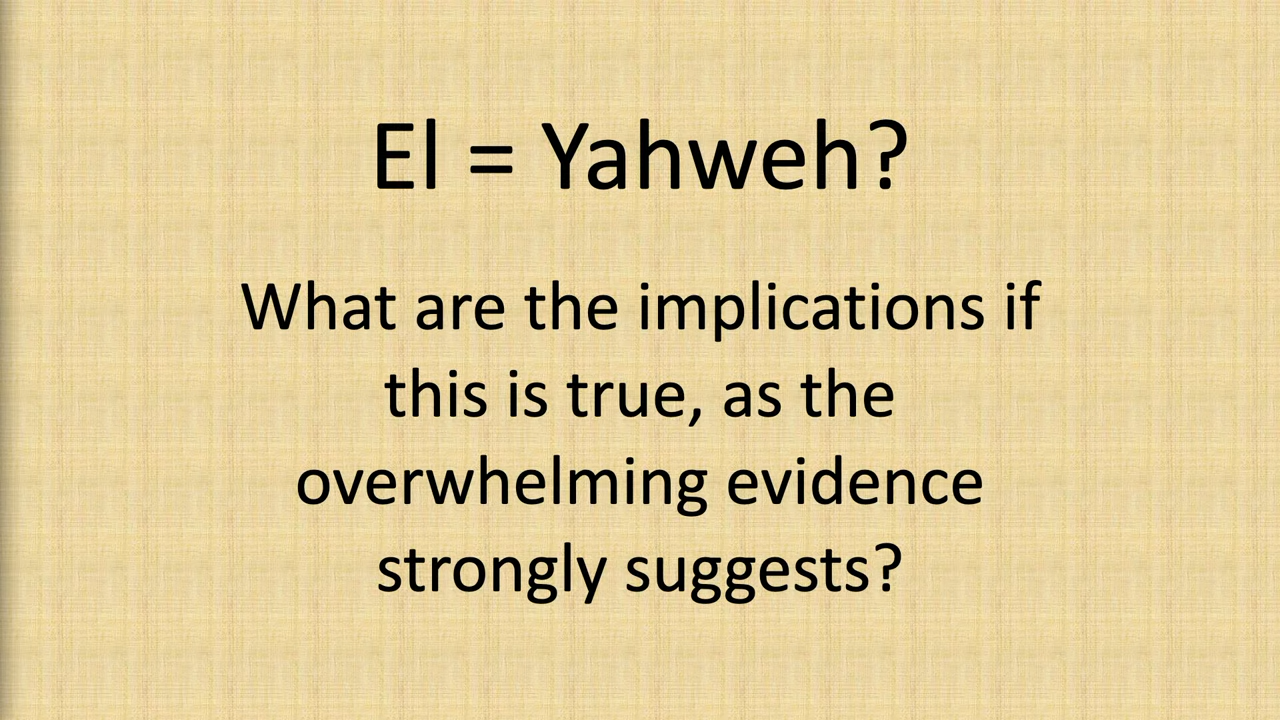 El = Yahweh?
What are the implications if
this is true, as the
overwhelming evidence
strongly suggests?